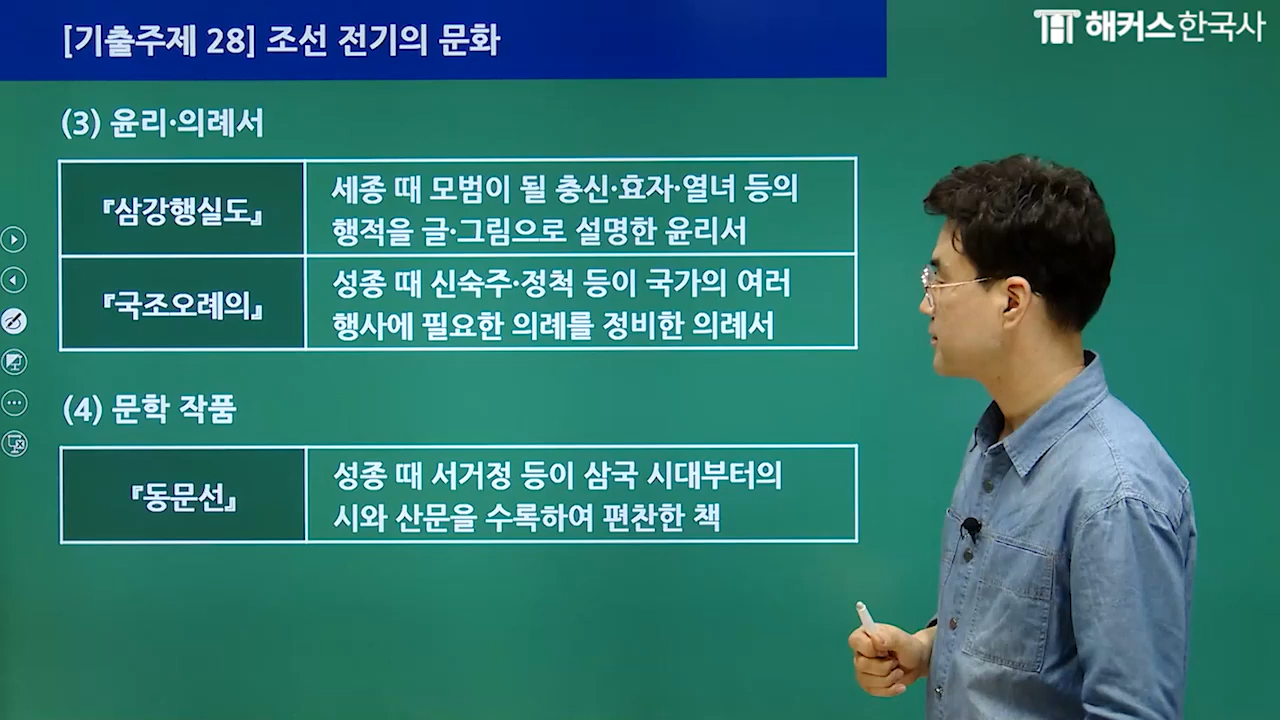 [기출주제 28] 조선 전기의 문화
해커스한국사
(3) 윤리·의례서
『삼강행실도』
세종 때 모범이 될 충신·효자·열녀 등의
행적을 글·그림으로 설명한 윤리서
『국조오례의』
성종 때 신숙주·정척 등이 국가의 여러
행사에 필요한 의례를 정비한 의례서
(4) 문학 작품
『동문선』
성종 때 서거정 등이 삼국 시대부터의
시와 산문을 수록하여 편찬한 책